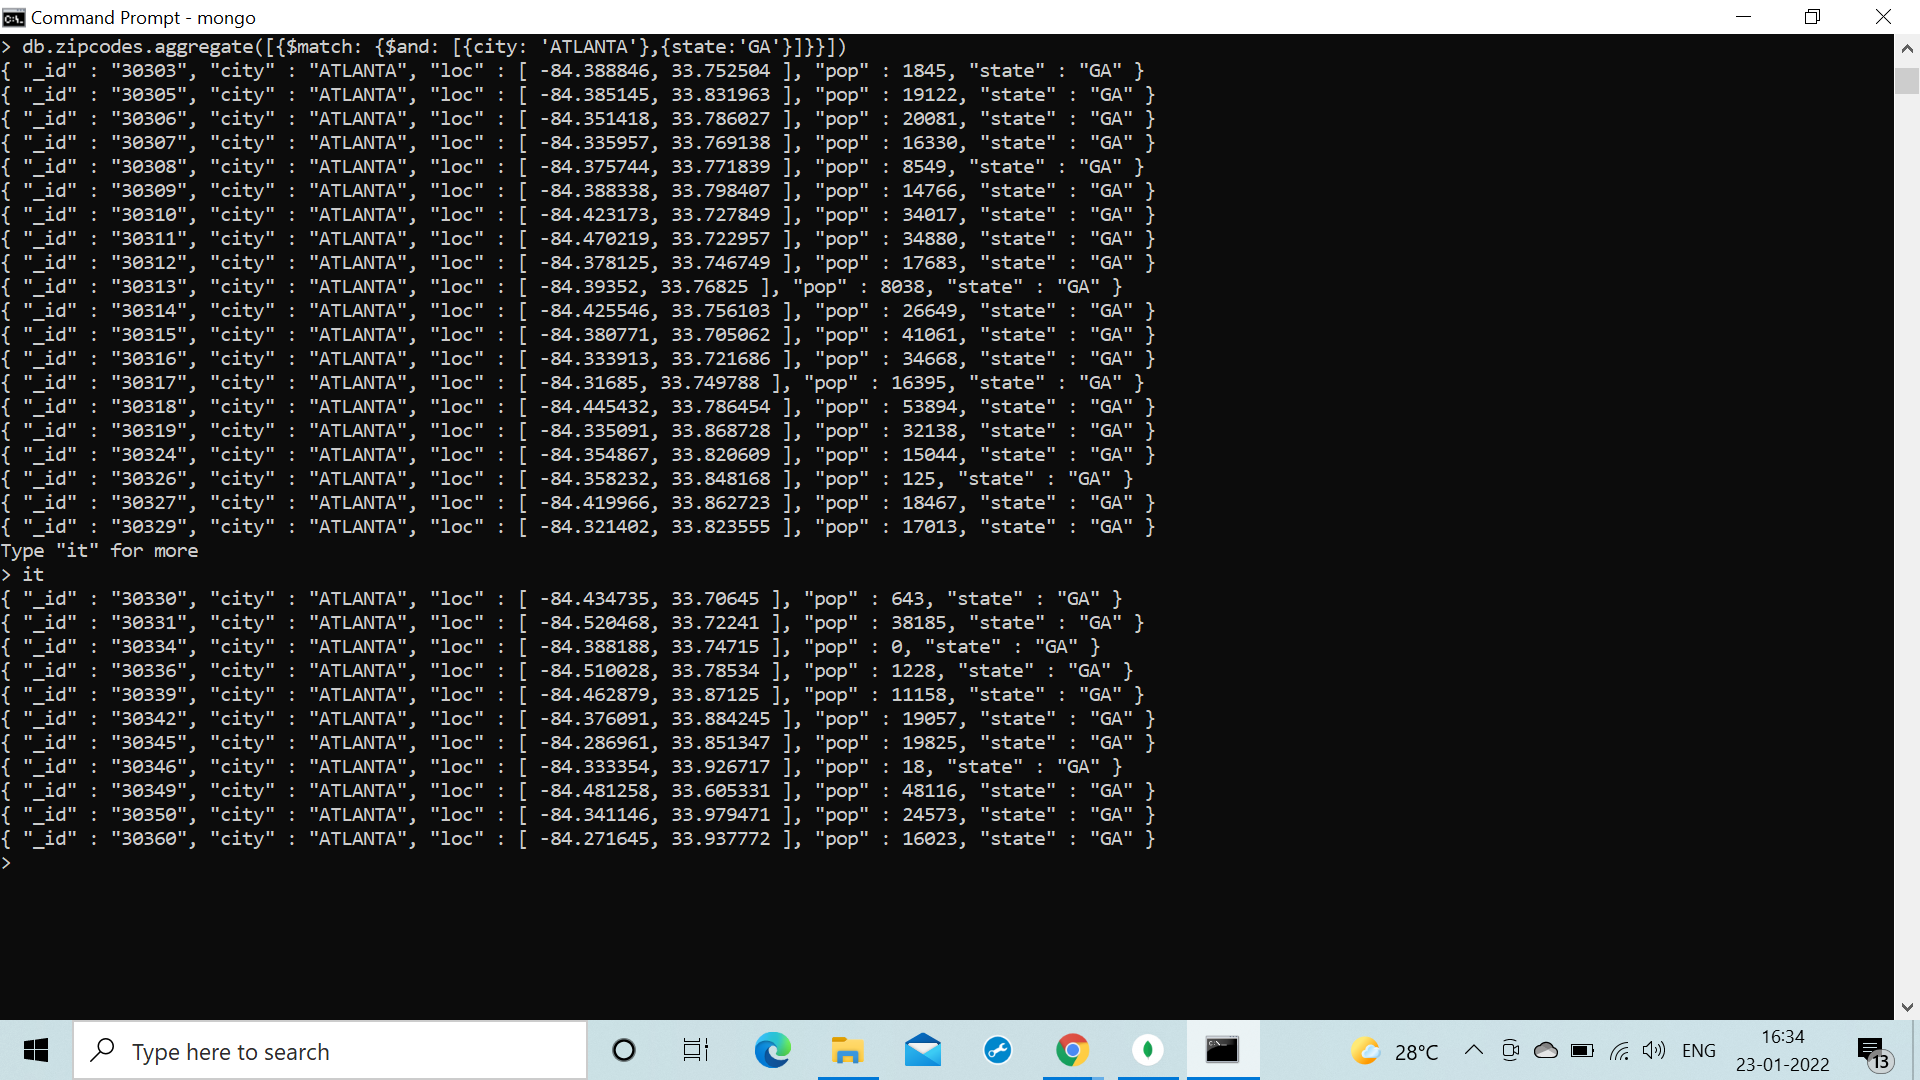 Command Prompt - mongo
> db.zipcodes.aggregate([{$match: {$and: [{city: 'ATLANTA'},{state:'GA'}]}}])
{ "_id" : "30303", "city" : "ATLANTA", "loc" : [ -84.388846, 33.752504 ], "pop" : 1845, "state" : "GA" }
{ "_id" : "30305", "city" : "ATLANTA", "loc" : [ -84.385145, 33.831963 ], "pop" : 19122, "state" : "GA" }
{ "_id" : "30306", "city" : "ATLANTA", "loc" : [ -84.351418, 33.786027 ], "pop" : 20081, "state" : "GA" }
{ "_id" : "30307", "city" : "ATLANTA", "loc" : [ -84.335957, 33.769138 ], "pop" : 16330, "state" : "GA" }
{ "_id" : "30308", "city" : "ATLANTA", "loc" : [ -84.375744, 33.771839 ], "pop" : 8549, "state" : "GA" }
{ "_id" : "30309", "city" : "ATLANTA", "loc" : [ -84.388338, 33.798407 ], "pop" : 14766, "state" : "GA" }
{ "_id" : "30310", "city" : "ATLANTA", "loc" : [ -84.423173, 33.727849 ], "pop" : 34017, "state" : "GA" }
{ "_id" : "30311", "city" : "ATLANTA", "loc" : [ -84.470219, 33.722957 ], "pop" : 34880, "state" : "GA" }
{ "_id" : "30312", "city" : "ATLANTA", "loc" : [ -84.378125, 33.746749 ], "pop" : 17683, "state" : "GA" }
{ "_id" : "30313", "city" : "ATLANTA", "loc" : [ -84.39352, 33.76825 ], "pop" : 8038, "state" : "GA" }
{ "_id" : "30314", "city" : "ATLANTA", "loc" : [ -84.425546, 33.756103 ], "pop" : 26649, "state" : "GA" }
{ "_id" : "30315", "city" : "ATLANTA", "loc" : [ -84.380771, 33.705062 ], "pop" : 41061, "state" : "GA" }
{ "_id" : "30316", "city" : "ATLANTA", "loc" : [ -84.333913, 33.721686 ], "pop" : 34668, "state" : "GA" }
{ "_id" : "30317", "city" : "ATLANTA", "loc" : [ -84.31685, 33.749788 ], "pop" : 16395, "state" : "GA" }
{ "_id" : "30318", "city" : "ATLANTA", "loc" : [ -84.445432, 33.786454 ], "pop" : 53894, "state" : "GA" }
{ "_id" : "30319", "city" : "ATLANTA", "loc" : [ -84.335091, 33.868728 ], "pop" : 32138, "state" : "GA" }
{ "_id" : "30324", "city" : "ATLANTA", "loc" : [ -84.354867, 33.820609 ], "pop" : 15044, "state" : "GA" }
{ "_id" : "30326", "city" : "ATLANTA", "loc" : [ -84.358232, 33.848168 ], "pop" : 125, "state" : "GA" }
{ "_id" : "30327", "city" : "ATLANTA", "loc" : [ -84.419966, 33.862723 ], "pop" : 18467, "state" : "GA" }
{ "_id" : "30329", "city" : "ATLANTA", "loc" : [ -84.321402, 33.823555 ], "pop" : 17013, "state" : "GA" }
Type "it" for more
> it
{ "_id" : "30330", "city" : "ATLANTA", "loc" : [ -84.434735, 33.70645 ], "pop" : 643, "state" : "GA" }
{ "_id" : "30331", "city" : "ATLANTA", "loc" : [ -84.520468, 33.72241 ], "pop" : 38185, "state" : "GA" }
{ "_id" : "30334", "city" : "ATLANTA", "loc" : [ -84.388188, 33.74715 ], "pop" : 0, "state" : "GA" }
{ "_id" : "30336", "city" : "ATLANTA", "loc" : [ -84.510028, 33.78534 ], "pop" : 1228, "state" : "GA" }
{ "_id" : "30339", "city" : "ATLANTA", "loc" : [ -84.462879, 33.87125 ], "pop" : 11158, "state" : "GA" }
{ "_id" : "30342", "city" : "ATLANTA", "loc" : [ -84.376091, 33.884245 ], "pop" : 19057, "state" : "GA" }
{ "_id" : "30345", "city" : "ATLANTA", "loc" : [ -84.286961, 33.851347 ], "pop" : 19825, "state" : "GA" }
{ "_id" : "30346", "city" : "ATLANTA", "loc" : [ -84.333354, 33.926717 ], "pop" : 18, "state" : "GA" }
{ "_id" : "30349", "city" : "ATLANTA", "loc" : [ -84.481258, 33.605331 ], "pop" : 48116, "state" : "GA" }
{ "_id" : "30350", "city" : "ATLANTA", "loc" : [ -84.341146, 33.979471 ], "pop" : 24573, "state" : "GA" }
{ "_id" : "30360", "city" : "ATLANTA", "loc" : [ -84.271645, 33.937772 ], "pop" : 16023, "state" : "GA" }
>
Type here to search
28°C
ENG
16:34
23-01-2022
13